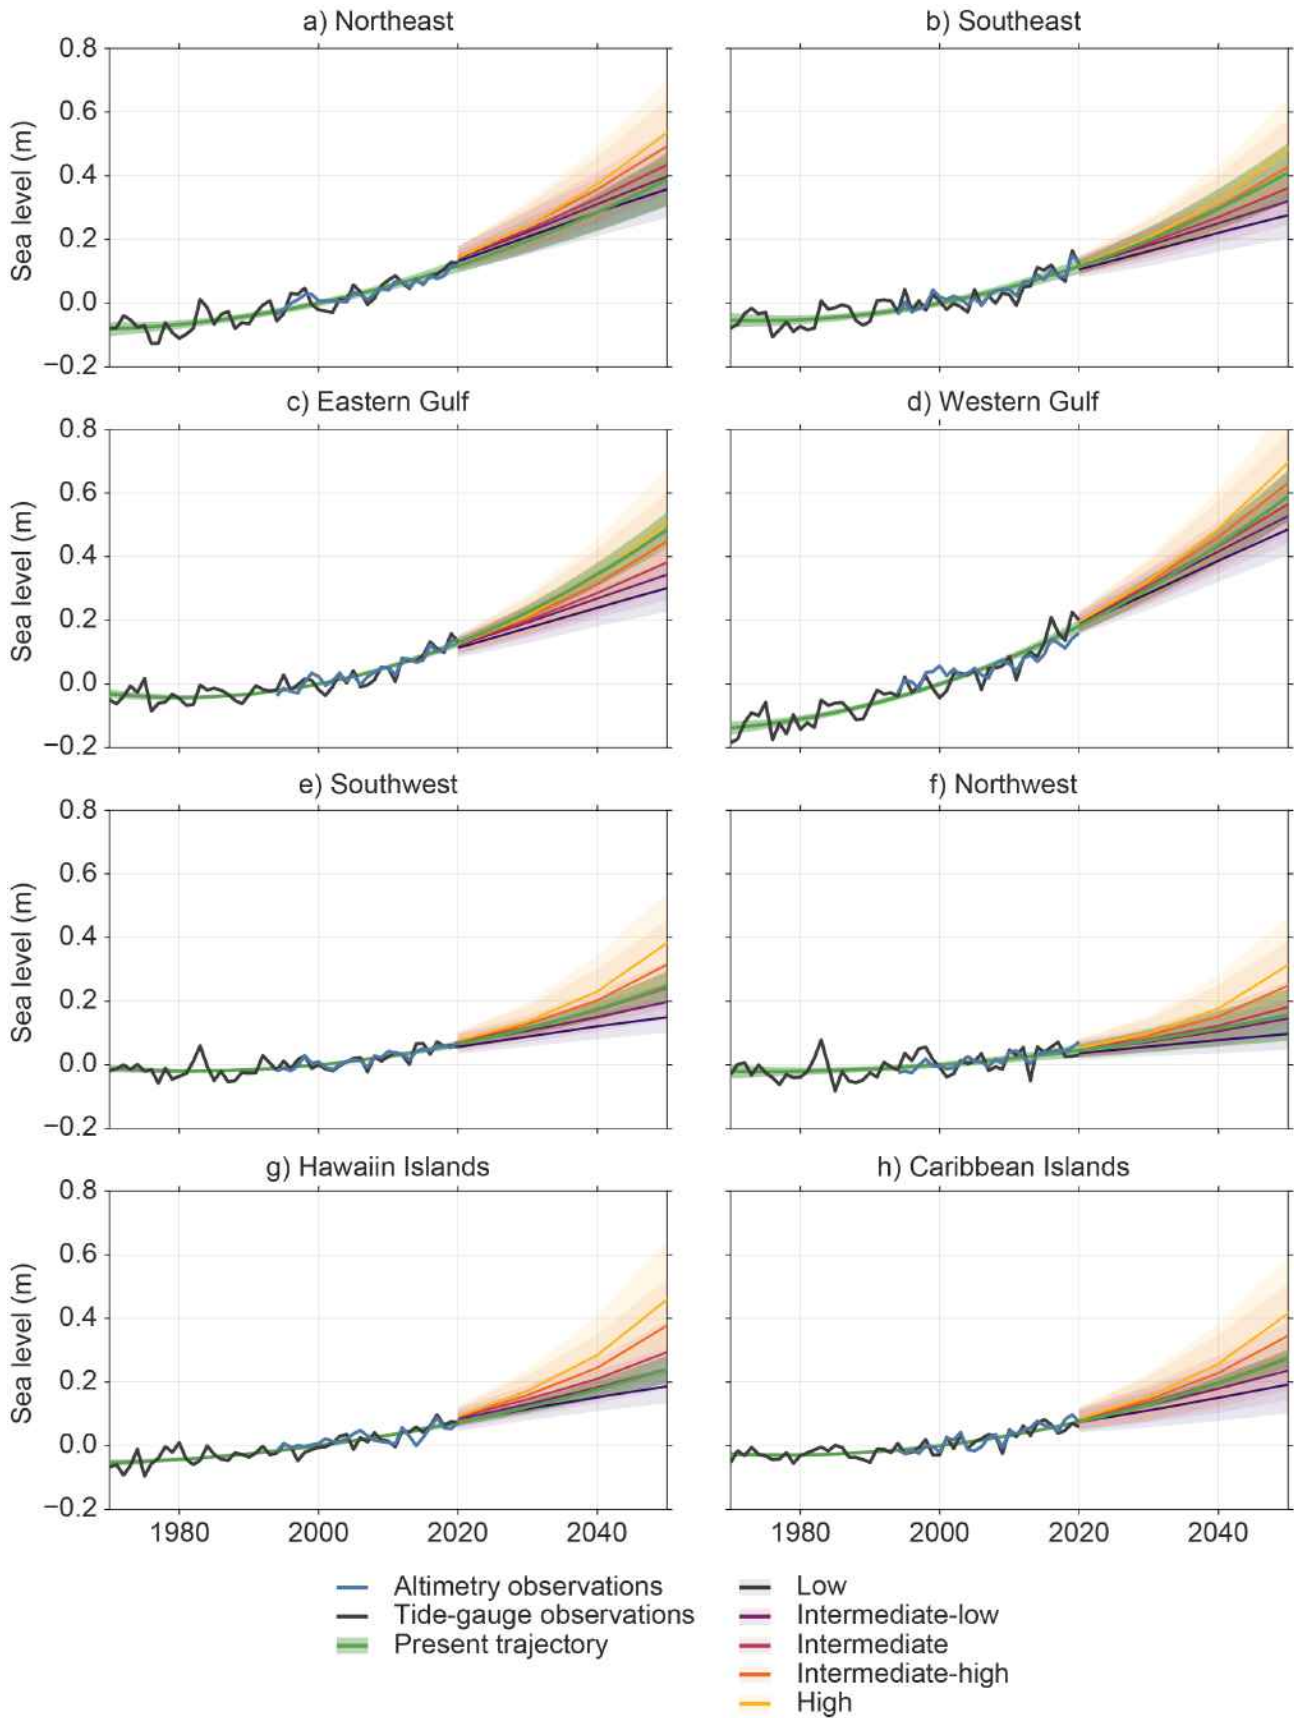 a) Northeast
b) Southeast
0.8
0.6
0.4
0.2
0.0
−0.2
Sea level (m)
c) Eastern Gulf
d) Western Gulf
0.8
0.6
0.4
0.2
0.0
−0.2
Sea level (m)
e) Southwest
f) Northwest
0.8
0.6
0.4
0.2
0.0
−0.2
Sea level (m)
g) Hawaiin Islands
h) Caribbean Islands
0.8
0.6
0.4
0.2
0.0
−0.2
Sea level (m)
1980 2000 2020 2040
1980 2000 2020 2040
Altimetry observations
Tide-gauge observations
Present trajectory
Low
Intermediate-low
Intermediate
Intermediate-high
High